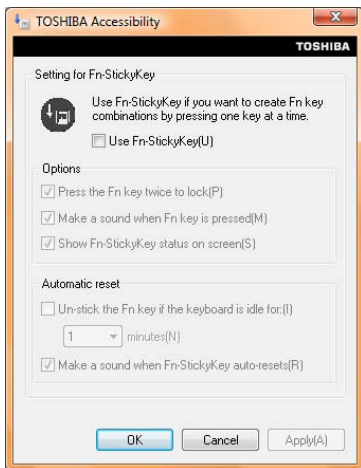 TOSHIBA Accessibility
TOSHIBA
Setting for Fn-StickyKey
Use Fn-StickyKey if you want to create Fn key
combinations by pressing one key at a time.
Use Fn-StickyKey(U)
Options
Press the Fn key twice to lock(P)
Make a sound when Fn key is pressed(M)
Show Fn-StickyKey status on screen(S)
Automatic reset
Un-stick the Fn key if the keyboard is idle for:(I)
1 minutes(N)
Make a sound when Fn-StickyKey auto-resets(R)
OK Cancel Apply(A)